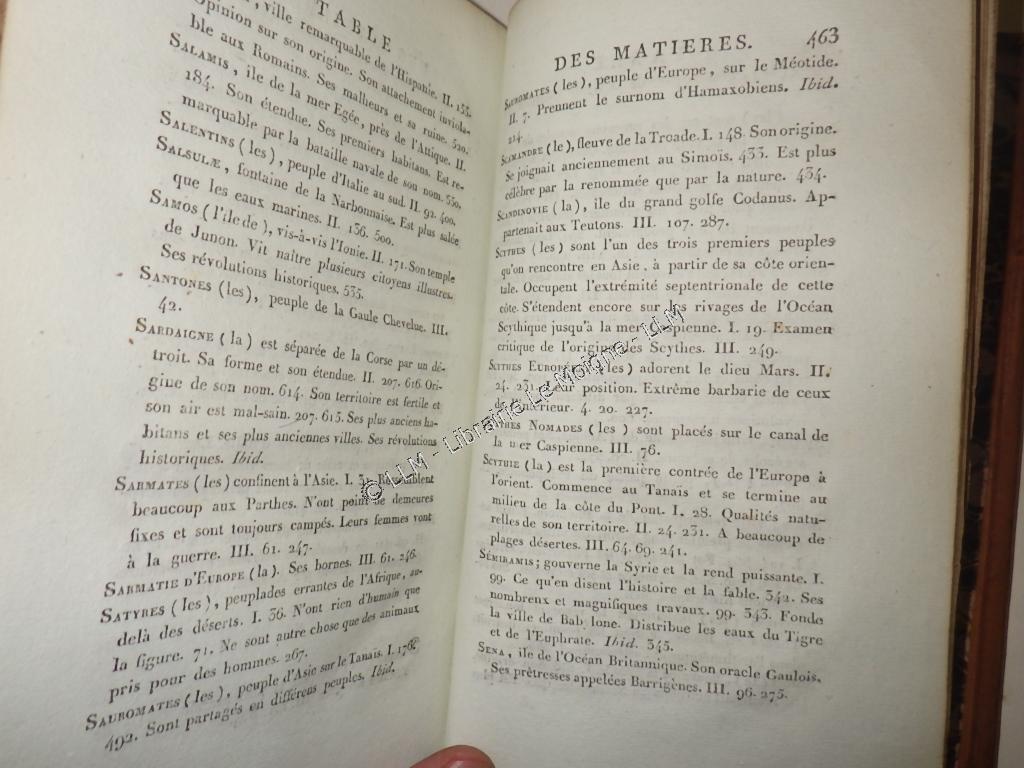 TABLE
, ville remarquable de l'Hispanie. II. 155.
Opinion sur son origine. Son attachement inviola-
ble aux Romains. Ses malheurs et sa ruine. 520.
SALAMIS, ile de la mer Egée, près de l'Attique. II.
184. Son étendue. Ses premiers habitans. Est re-
marquable par la bataille navale de son nom. 550.
SALENTINS (les), peuple d'Italie au sud. II. 92. 400.
SALSULÆ, fontaine de la Narbonnaise. Est plus salée
que les eaux marines. II. 136. 500.
SAMOS (l'ile de), vis-à-vis l'Ionie. II. 171. Son temple
de Junon. Vit naître plusieurs citoyens illustres.
Ses révolutions historiques. 535.
SANTONES (les), peuple de la Gaule Chevelue. III.
42.
SARDAIGNE (la) est séparée de la Corse par un dé-
troit. Sa forme et son étendue. II. 207. 616. Ori-
gine de son nom. 614. Son territoire est fertile et
son air est mal-sain. 207. 615. Ses plus anciens ha-
bitans et ses plus anciennes villes. Ses révolutions
historiques. Ibid.
SARMATES (les) confinent à l'Asie. I. Ressemblent
beaucoup aux Parthes. N'ont point de demeures
fixes et sont toujours campés. Leurs femmes vont
à la guerre. III. 61. 247.
SARMATIE D'EUROPE (la). Ses bornes. III. 61. 246.
SATYRES (les), peuplades errantes de l'Afrique, au-
delà des déserts. I. 36. N'ont rien d'humain que
la figure. 71. Ne sont autre chose que des animaux
pris pour des hommes. 267.
SAUROMATES (les), peuple d'Asie sur le Tanaïs. I. 176.
492. Sont partagés en différens peuples. Ibid.
DES MATIERES. 463
SAUROMATES (les), peuple d'Europe, sur le Méotide.
II. 7. Prennent le surnom d'Hamaxobiens. Ibid.
214.
SCAMANDRE (le), fleuve de la Troade. I. 148. Son origine.
Se joignait anciennement au Simoïs. 433. Est plus
célèbre par la renommée que par la nature. 434.
SCANDINOVIE (la), ile du grand golfe Codanus. Ap-
partenait aux Teutons. III. 107. 287.
SCYTHES (les) sont l'un des trois premiers peuples
qu'on rencontre en Asie, à partir de sa côte orien-
tale. Occupent l'extrémité septentrionale de cette
côte. S'étendent encore sur les rivages de l'Océan
Scythique jusqu'à la mer Caspienne. I. 19. Examen
critique de l'origine des Scythes. III. 249.
SCYTHES EUROPÉENS (les) adorent le dieu Mars. II.
24. 231. Leur position. Extrême barbarie de ceux
de l'intérieur. 4. 20. 227.
SCYTHES NOMADES (les) sont placés sur le canal de
la mer Caspienne. III. 76.
SCYTHIE (la) est la première contrée de l'Europe à
l'orient. Commence au Tanaïs et se termine au
milieu de la côte du Pont. I. 28. Qualités natu-
relles de son territoire. II. 24. 231. A beaucoup de
plages désertes. III. 64. 69. 241.
SÉMIRAMIS; gouverne la Syrie et la rend puissante. I.
99. Ce qu'en disent l'histoire et la fable. 342. Ses
nombreux et magnifiques travaux. 99. 343. Fonde
la ville de Babylone. Distribue les eaux du Tigre
et de l'Euphrate. Ibid. 345.
SENA, ile de l'Océan Britannique. Son oracle Gaulois.
Ses prêtresses appelées Barrigènes. III. 96. 275.
© ILLM - Librairie Le Moigne - LLM